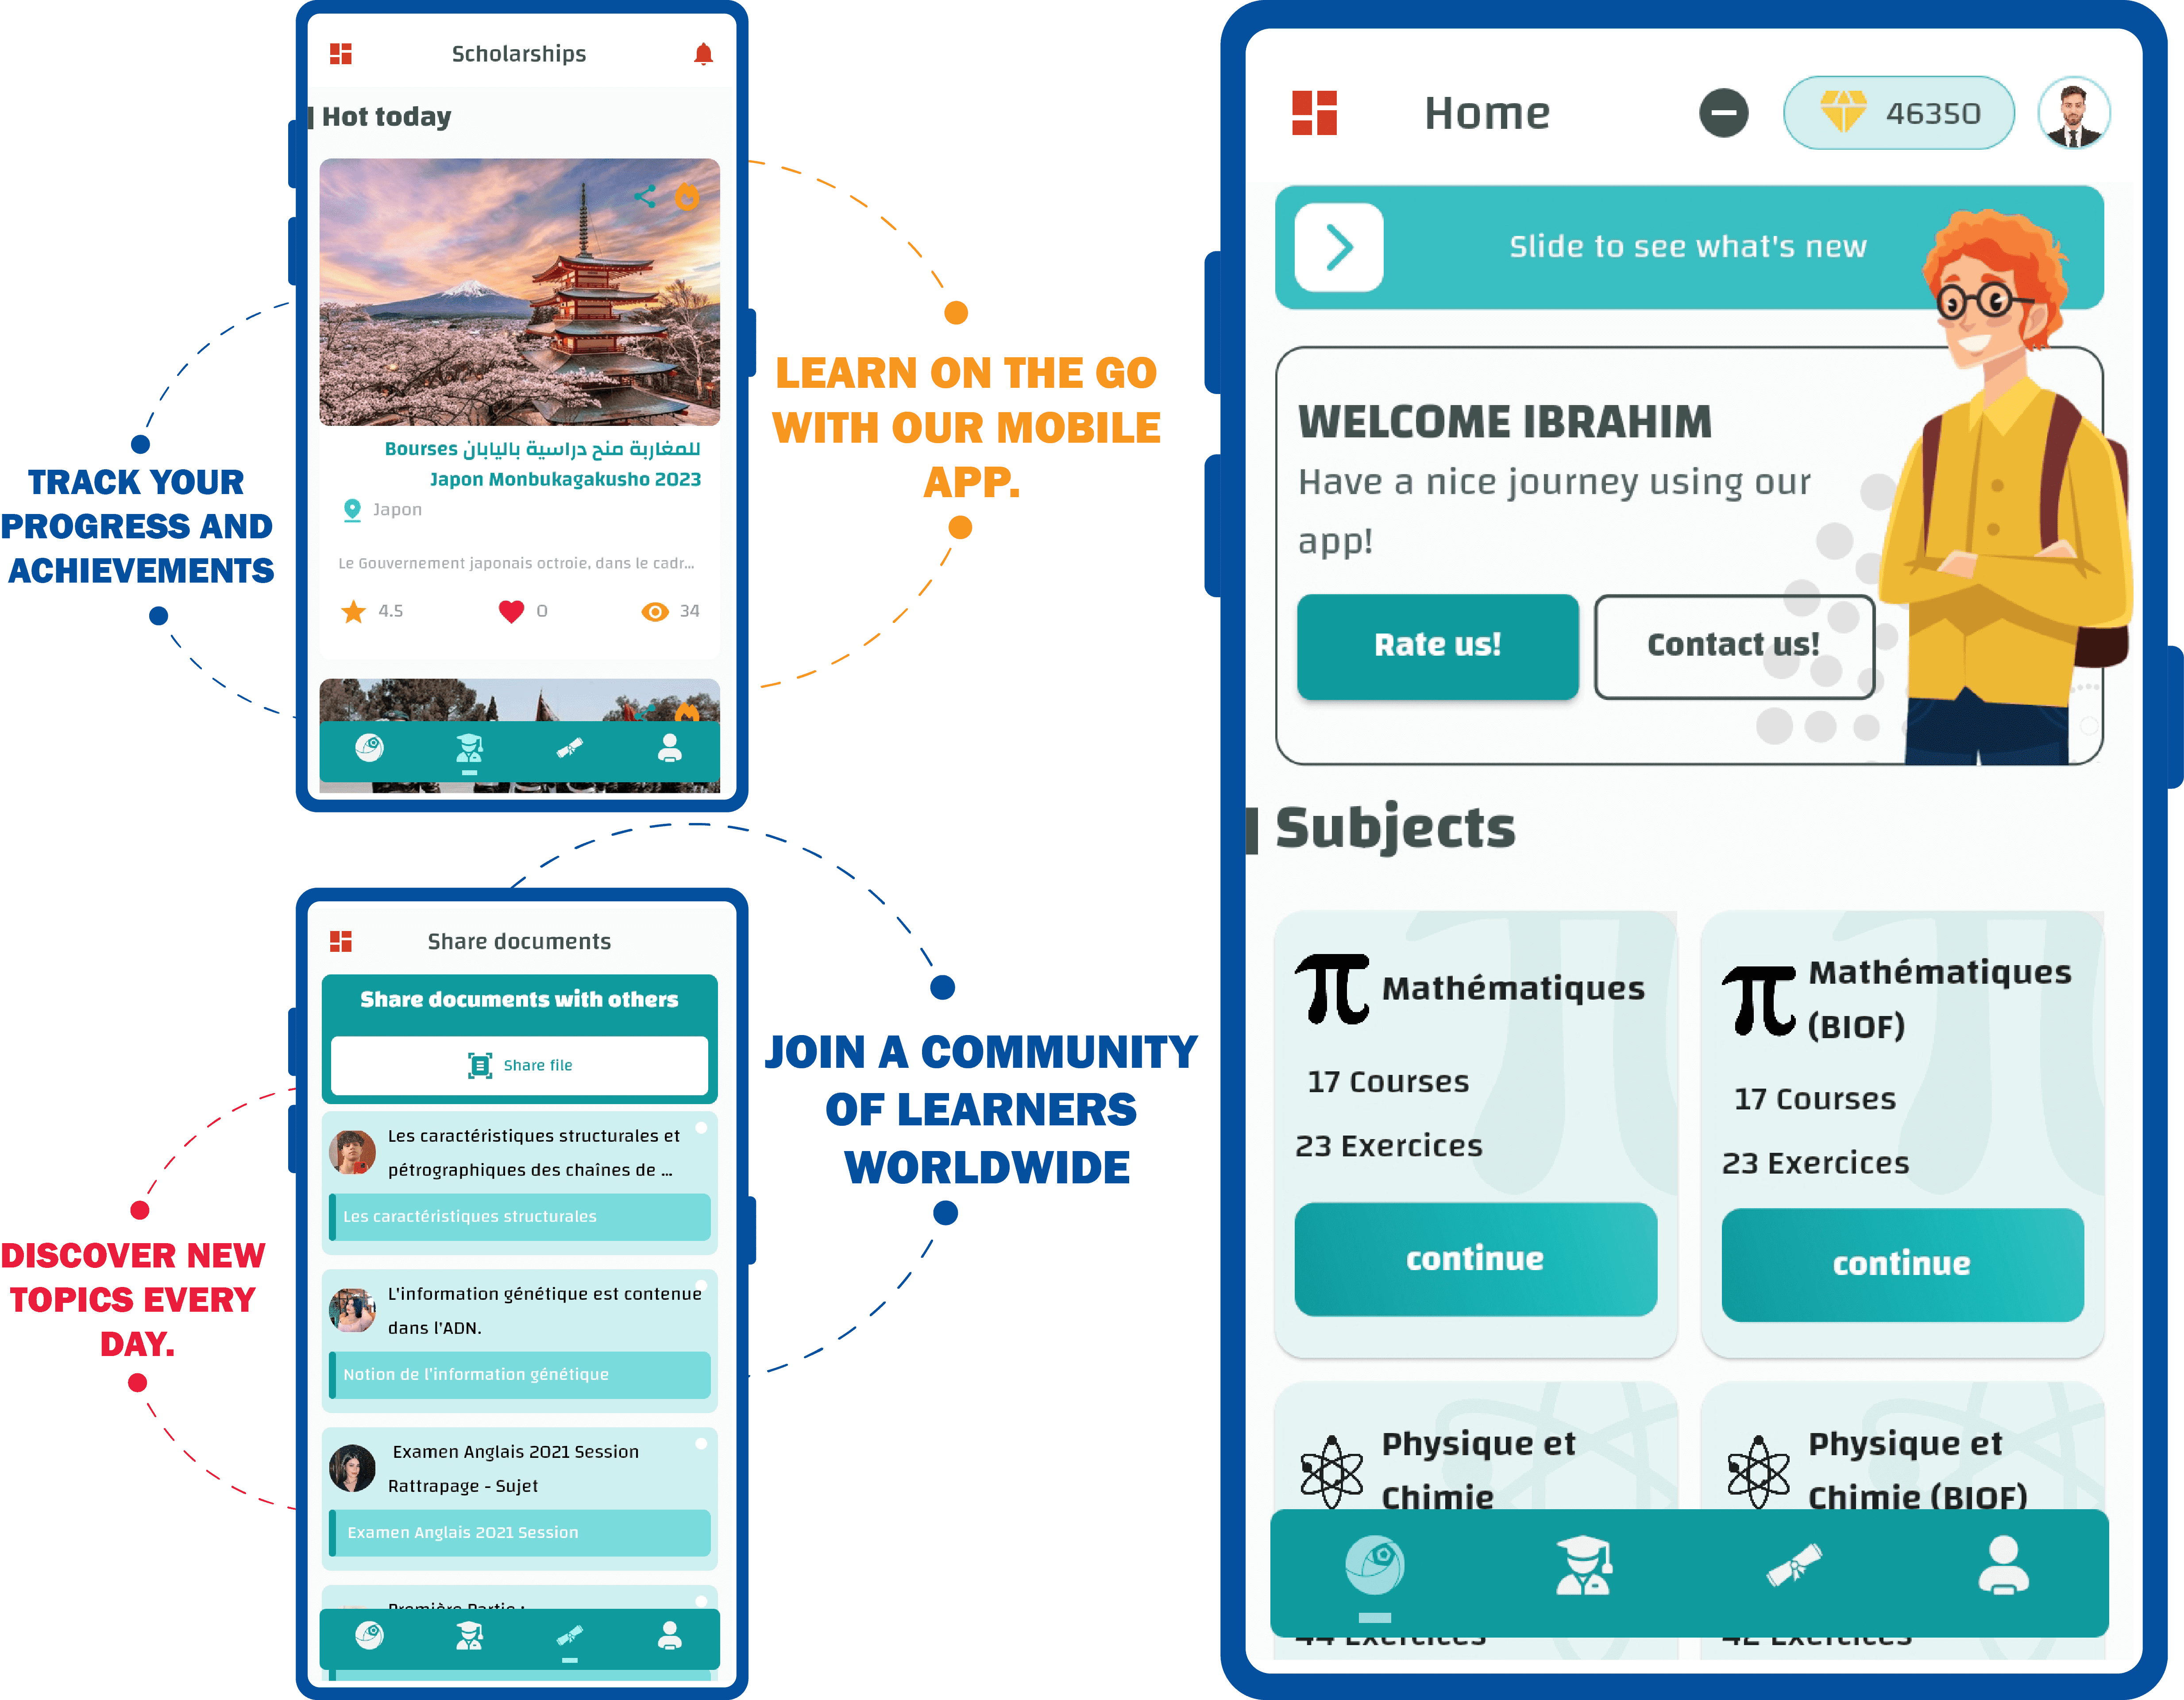 Scholarships
Hot today
للمغاربة منح دراسية باليابان Bourses
Japon Monbukagakusho 2023
Japon
Le Gouvernement japonais octroie, dans le cadr...
4.5
0
34
TRACK YOUR
PROGRESS AND
ACHIEVEMENTS
LEARN ON THE GO
WITH OUR MOBILE
APP.
Share documents
Share documents with others
Share file
Les caractéristiques structurales et
pétrographiques des chaînes de ...
Les caractéristiques structurales
L'information génétique est contenue
dans l'ADN.
Notion de l'information génétique
Examen Anglais 2021 Session
Rattrapage - Sujet
Examen Anglais 2021 Session
Première Partie :
DISCOVER NEW
TOPICS EVERY
DAY.
JOIN A COMMUNITY
OF LEARNERS
WORLDWIDE
Home
46350
Slide to see what's new
WELCOME IBRAHIM
Have a nice journey using our
app!
Rate us!
Contact us!
Subjects
Mathématiques
17 Courses
23 Exercices
continue
Mathématiques
(BIOF)
17 Courses
23 Exercices
continue
Physique et
Chimie
44 Exercices
Physique et
Chimie (BIOF)
42 Exercices